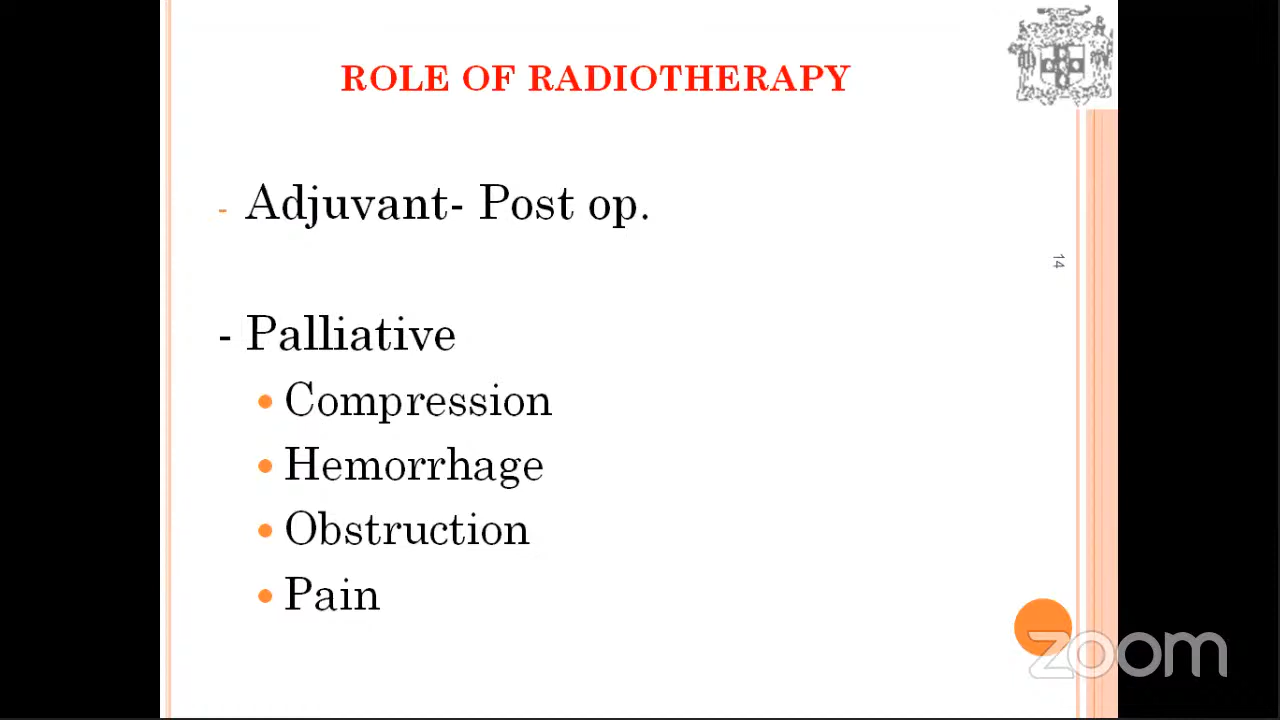 ROLE OF RADIOTHERAPY
- Adjuvant- Post op.
14
- Palliative
• Compression
• Hemorrhage
• Obstruction
• Pain
zoom